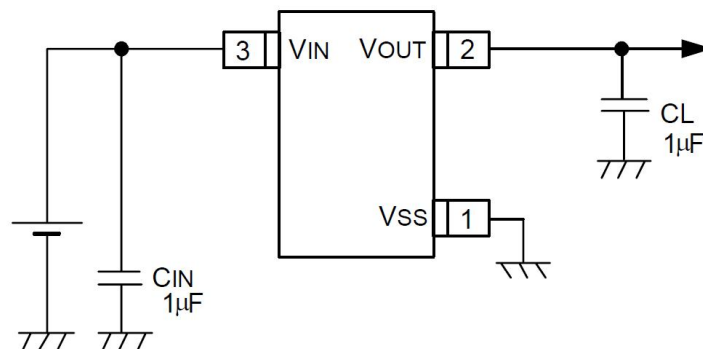 3 VIN VOUT 2
CL
1μF
VSS 1
CIN
1μF